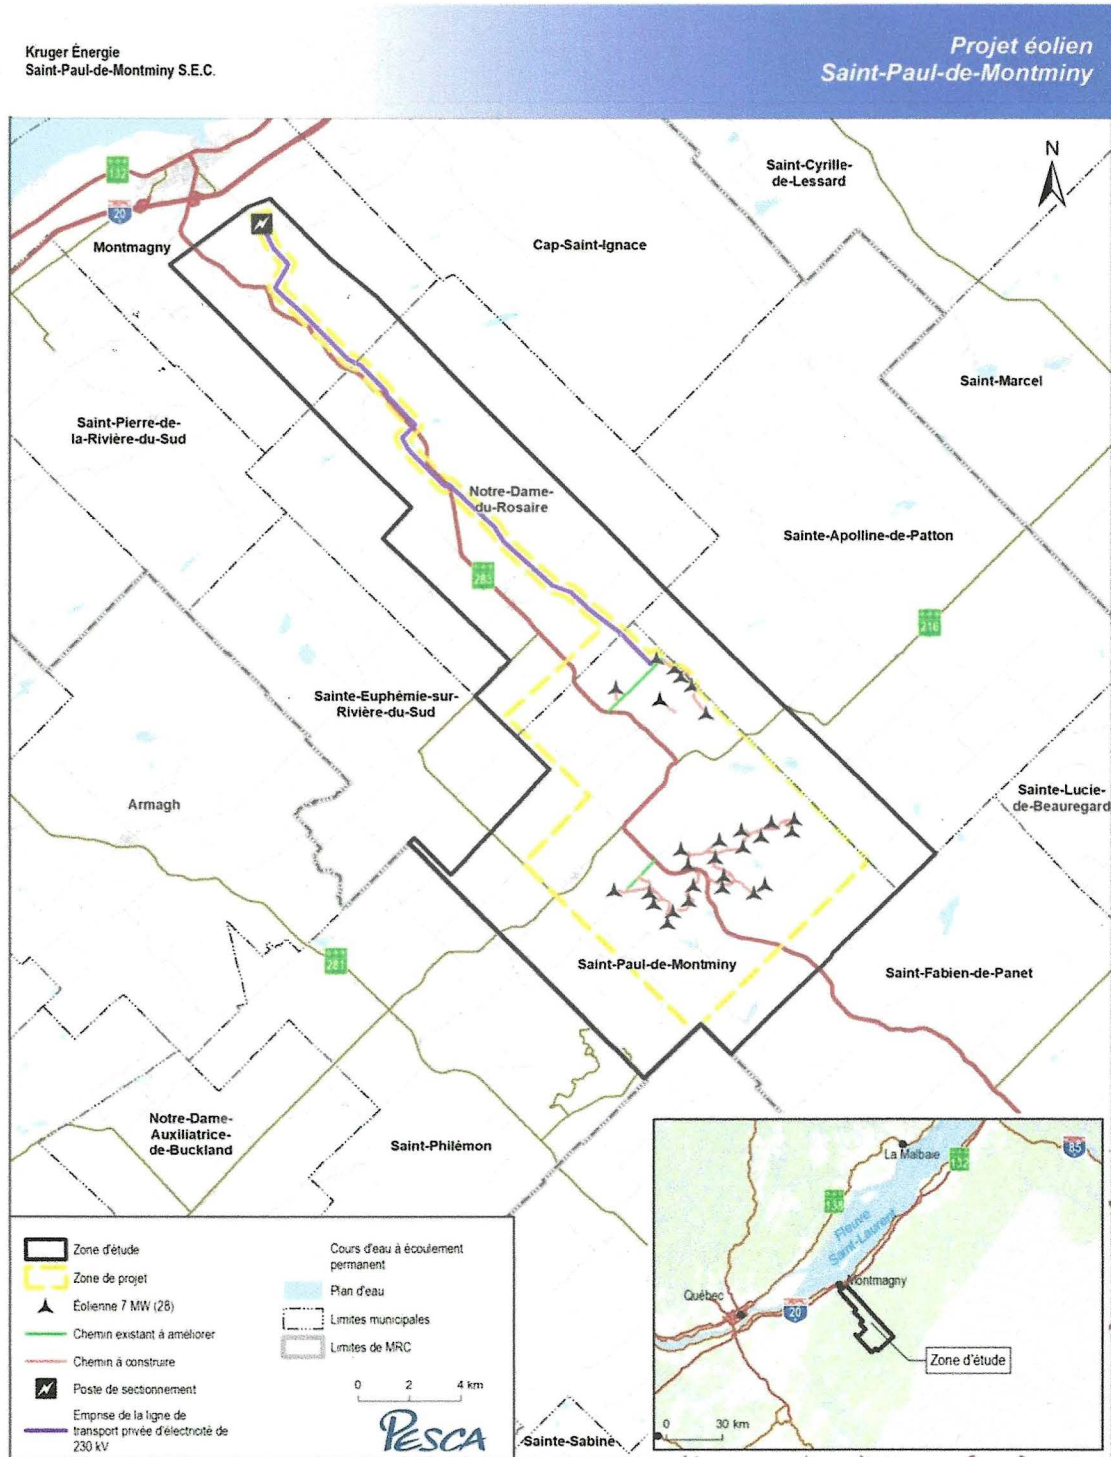 Kruger Énergie
Saint-Paul-de-Montminy S.E.C.
Projet éolien
Saint-Paul-de-Montminy
N
Saint-Cyrille-
de-Lessard
132
20
Montmagny
Cap-Saint-Ignace
Saint-Marcel
Saint-Pierre-de-
la-Rivière-du-Sud
Notre-Dame-
du-Rosaire
Sainte-Apolline-de-Patton
283
216
Sainte-Euphémie-sur-
Rivière-du-Sud
Armagh
Sainte-Lucie-
de-Beauregard
281
Saint-Paul-de-Montminy
Saint-Fabien-de-Panet
Notre-Dame-
Auxiliatrice-
de-Buckland
Saint-Philémon
La Malbaie
132
85
138
Fleuve
Saint-Laurent
Montmagny
Québec
20
Zone d'étude
0 30 km
Zone d'étude
Zone de projet
Éolienne 7 MW (28)
Chemin existant à améliorer
Chemin à construire
Poste de sectionnement
Emprise de la ligne de
transport privée d'électricité de
230 kV
Cours d'eau à écoulement
permanent
Plan d'eau
Limites municipales
Limites de MRC
0 2 4 km
PESCA
Sainte-Sabine